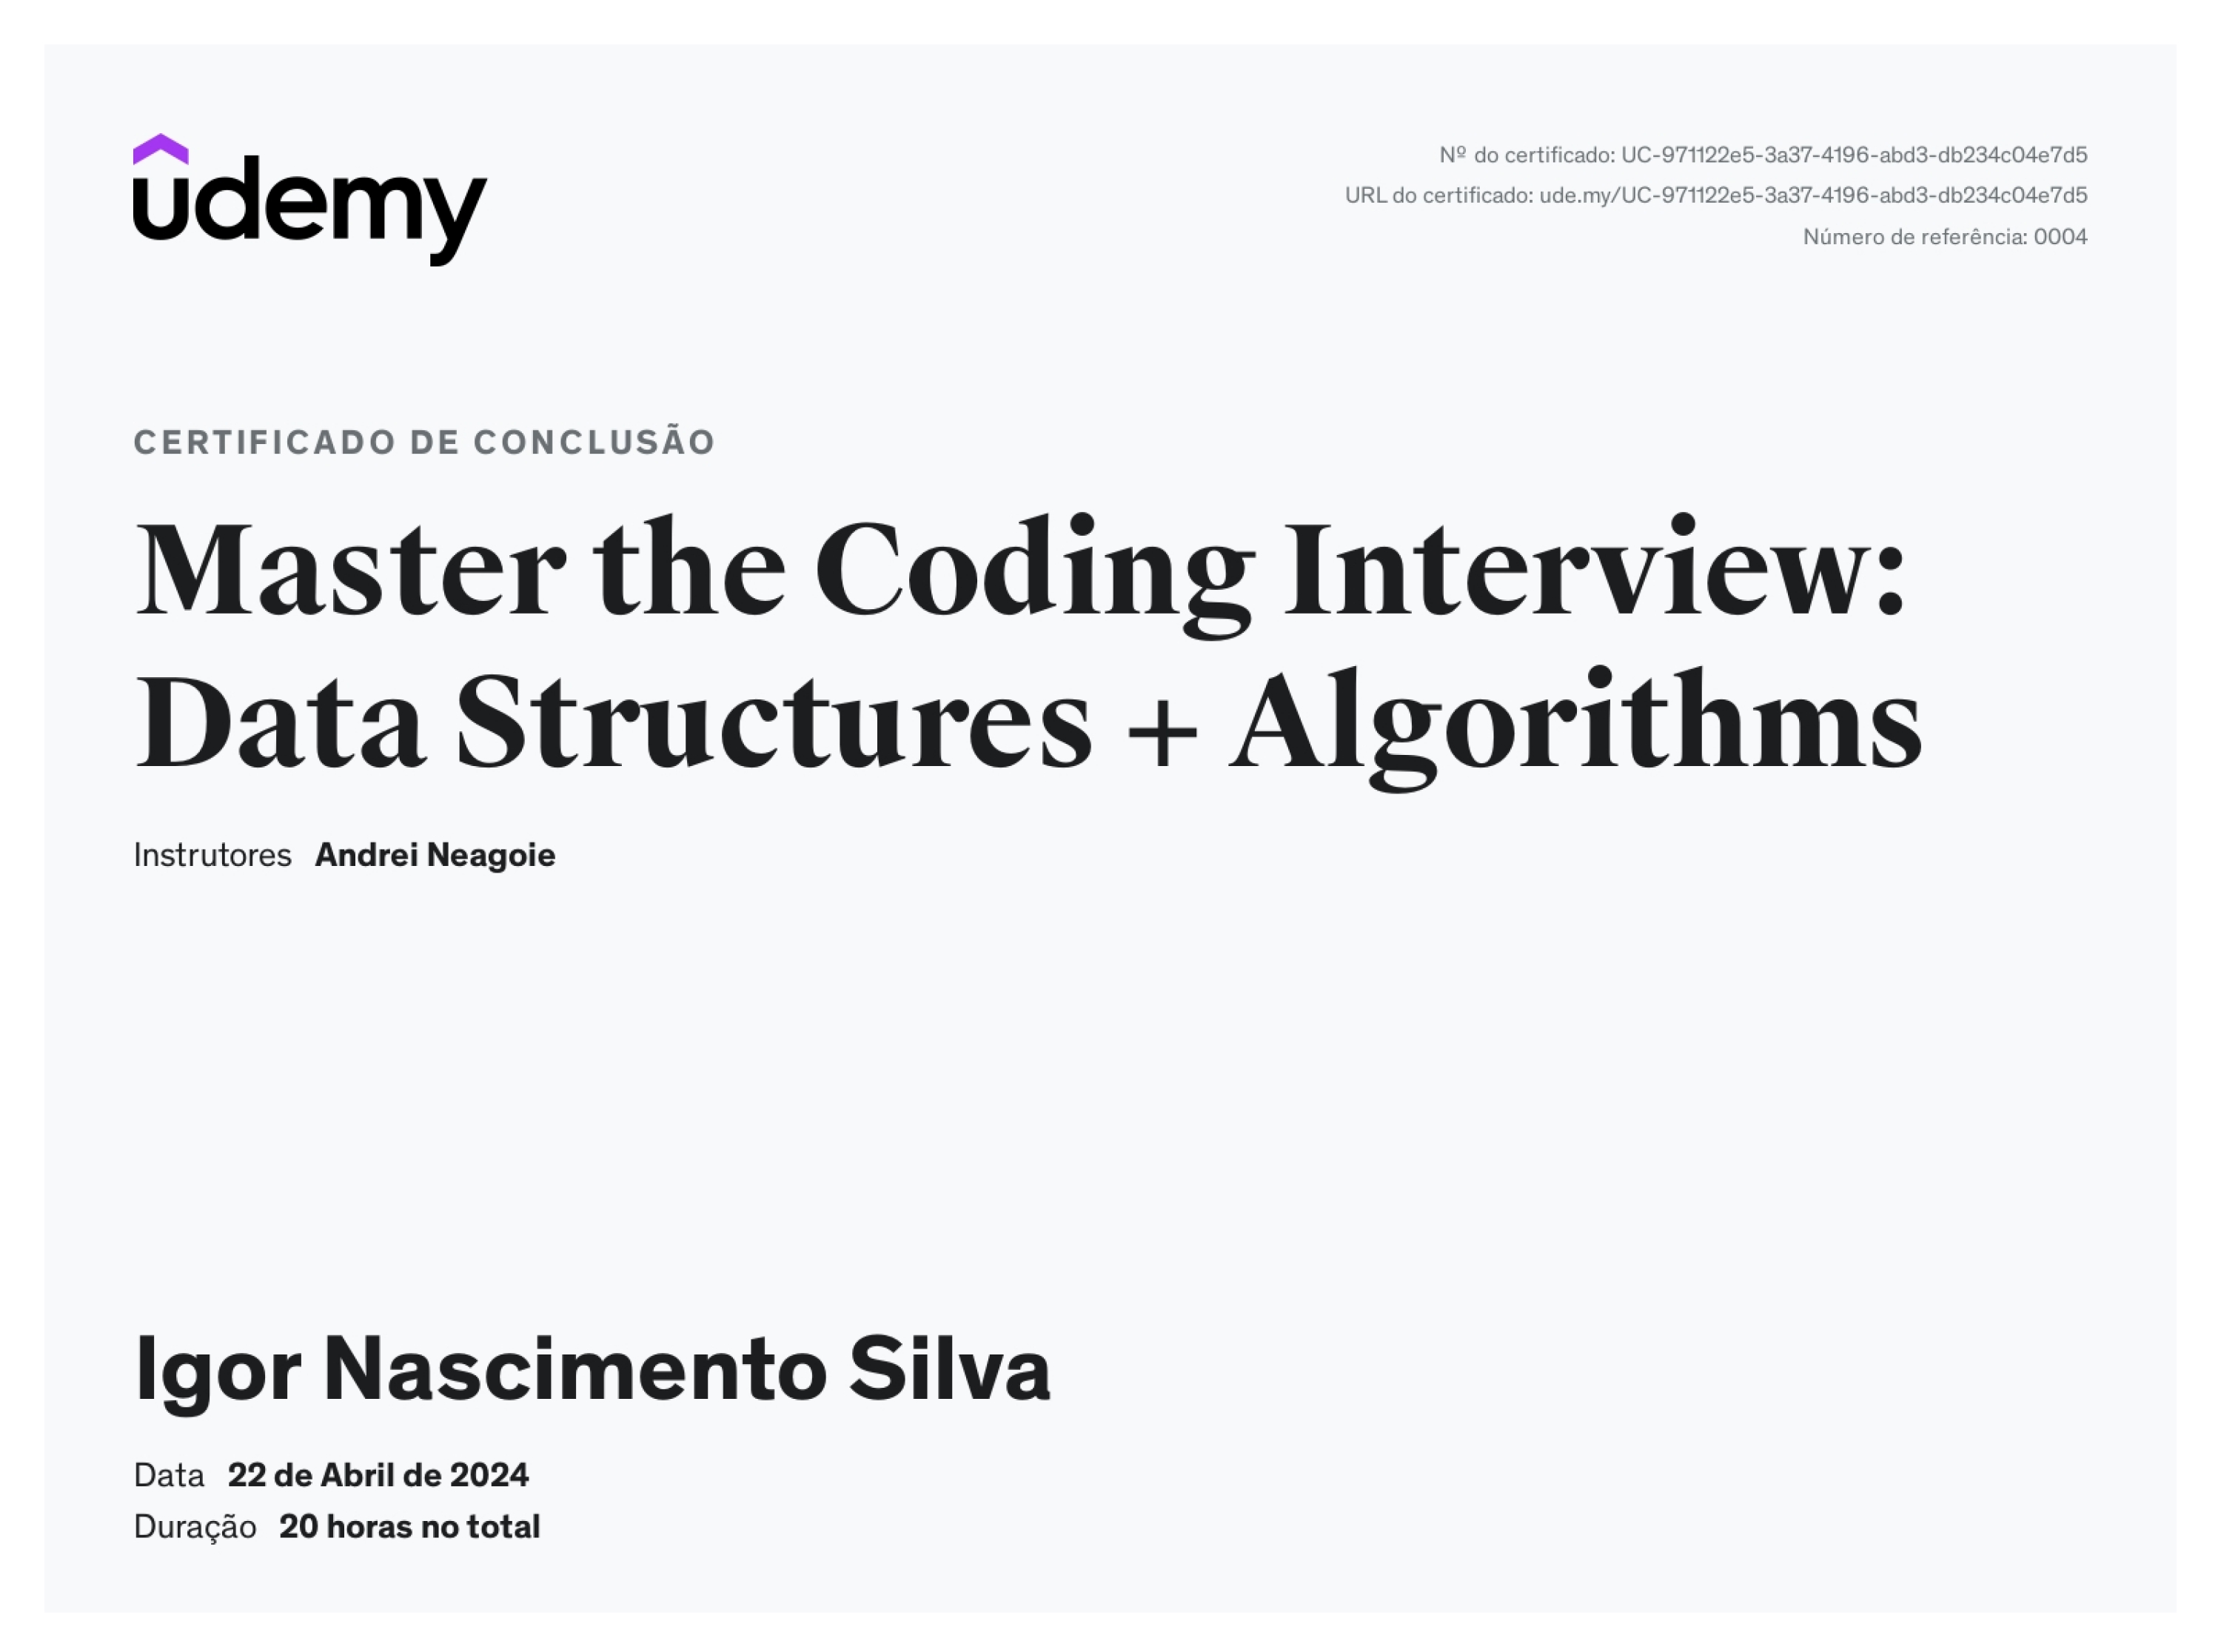 udemy
Nº do certificado: UC-971122e5-3a37-4196-abd3-db234c04e7d5
URL do certificado: ude.my/UC-971122e5-3a37-4196-abd3-db234c04e7d5
Número de referência: 0004
CERTIFICADO DE CONCLUSÃO
Master the Coding Interview:
Data Structures + Algorithms
Instrutores Andrei Neagoie
Igor Nascimento Silva
Data 22 de Abril de 2024
Duração 20 horas no total